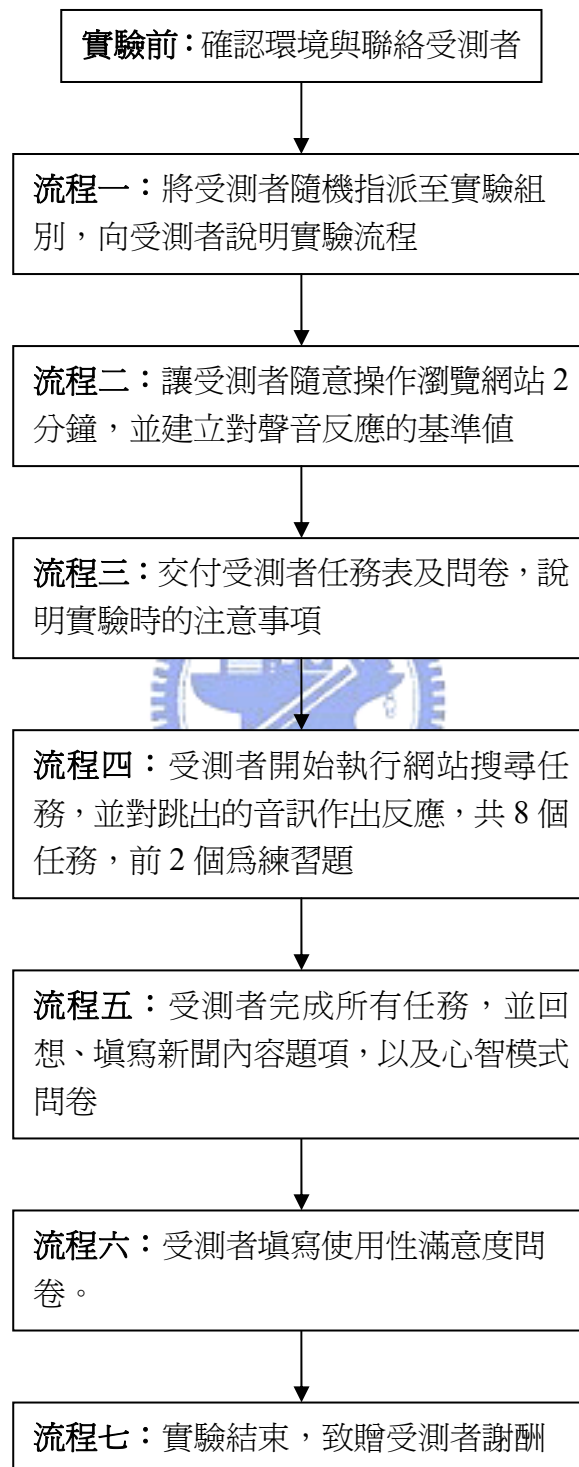 實驗前：確認環境與聯絡受測者
流程一：將受測者隨機指派至實驗組
別，向受測者說明實驗流程
流程二：讓受測者隨意操作瀏覽網站 2
分鐘，並建立對聲音反應的基準值
流程三：交付受測者任務表及問卷，說
明實驗時的注意事項
流程四：受測者開始執行網站搜尋任
務，並對跳出的音訊作出反應，共 8 個
任務，前 2 個為練習題
流程五：受測者完成所有任務，並回
想、填寫新聞內容題項，以及心智模式
問卷
流程六：受測者填寫使用性滿意度問
卷。
流程七：實驗結束，致贈受測者謝酬